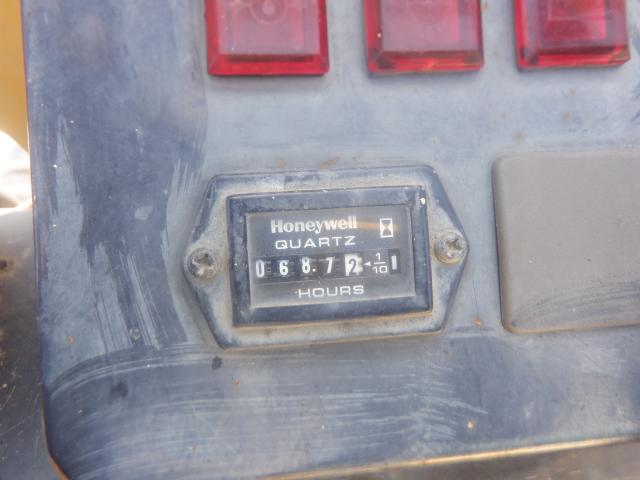 Honeywell
QUARTZ
0 6 8.7 2 ◄ 1/10
HOURS